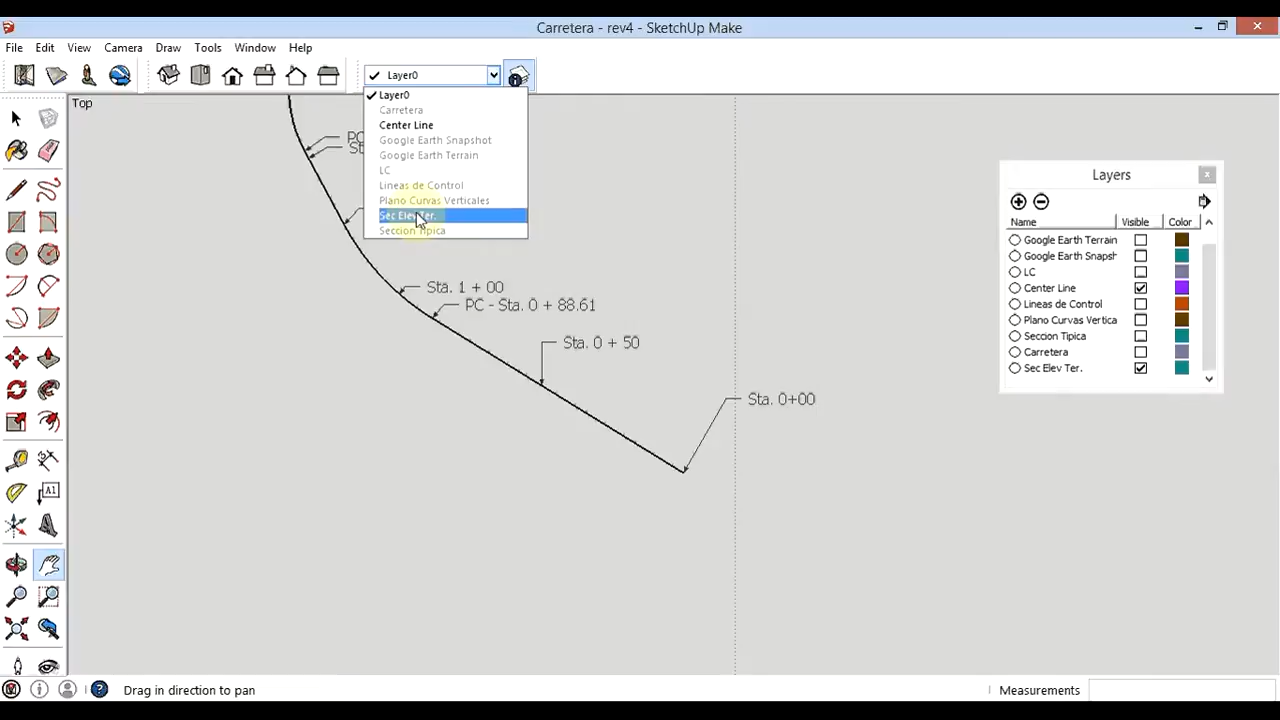 Carretera - rev4 - SketchUp Make
File Edit View Camera Draw Tools Window Help
Layer0
Top
Layer0
Carretera
Center Line
Google Earth Snapshot
Google Earth Terrain
LC
Lineas de Control
Plano Curvas Verticales
Sec Elev Ter.
Seccion Tipica
PC
St
Sta. 1 + 00
PC - Sta. 0 + 88.61
Sta. 0 + 50
Sta. 0+00
Layers
Name Visible Color
Google Earth Terrain
Google Earth Snapsh
LC
Center Line
Lineas de Control
Plano Curvas Vertica
Seccion Tipica
Carretera
Sec Elev Ter.
A1
Drag in direction to pan
Measurements